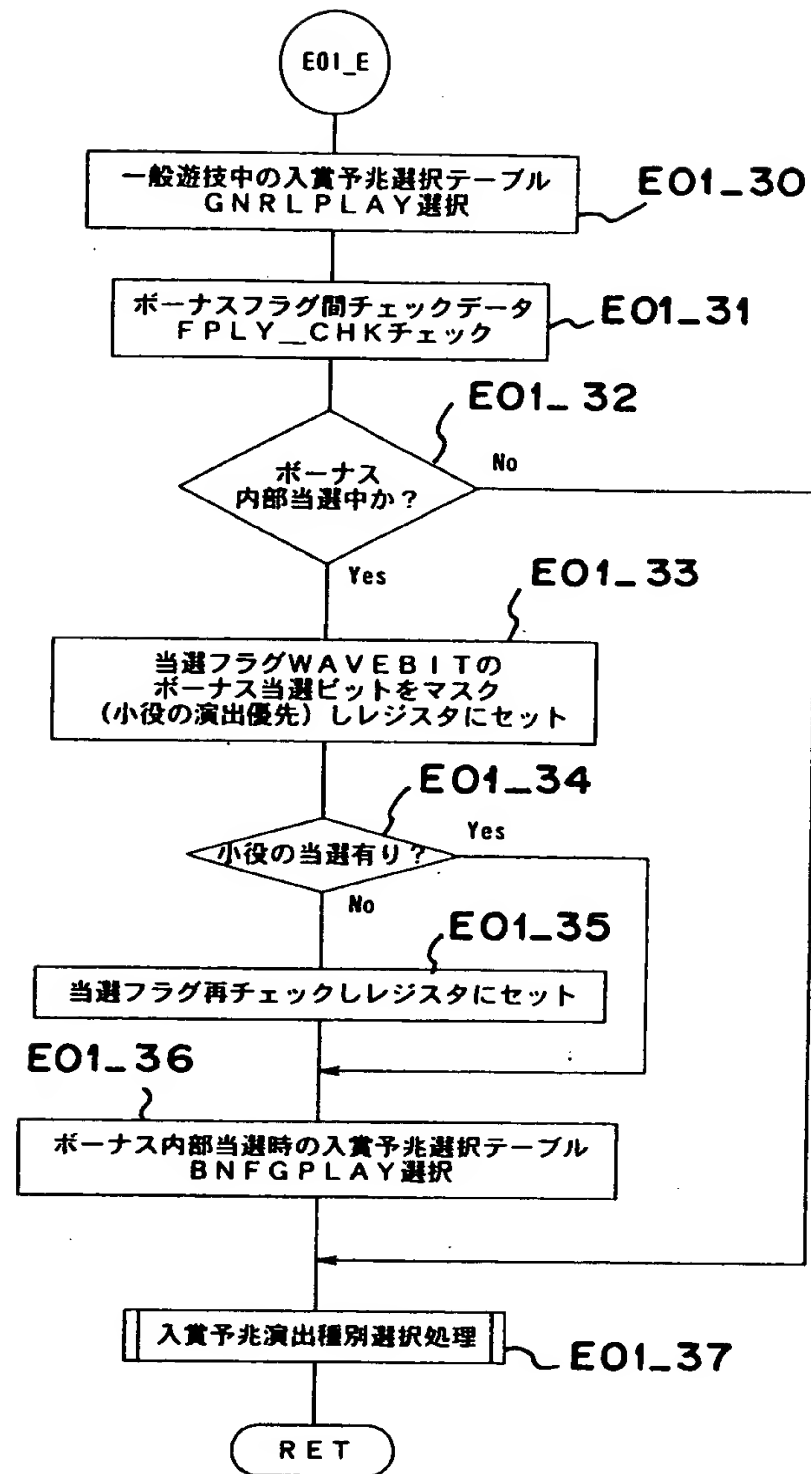 E01_E
一般遊技中の入賞予兆選択テーブル
GNRLPLAY選択
E01_30
ボーナスフラグ間チェックデータ
FPLY__CHKチェック
E01_31
E01_32
ボーナス
内部当選中か?
No
Yes
E01_33
当選フラグWAVEBITの
ボーナス当選ビットをマスク
(小役の演出優先)しレジスタにセット
E01_34
小役の当選有り?
Yes
No
E01_35
当選フラグ再チェックしレジスタにセット
E01_36
ボーナス内部当選時の入賞予兆選択テーブル
BNFGPLAY選択
入賞予兆演出種別選択処理
E01_37
RET